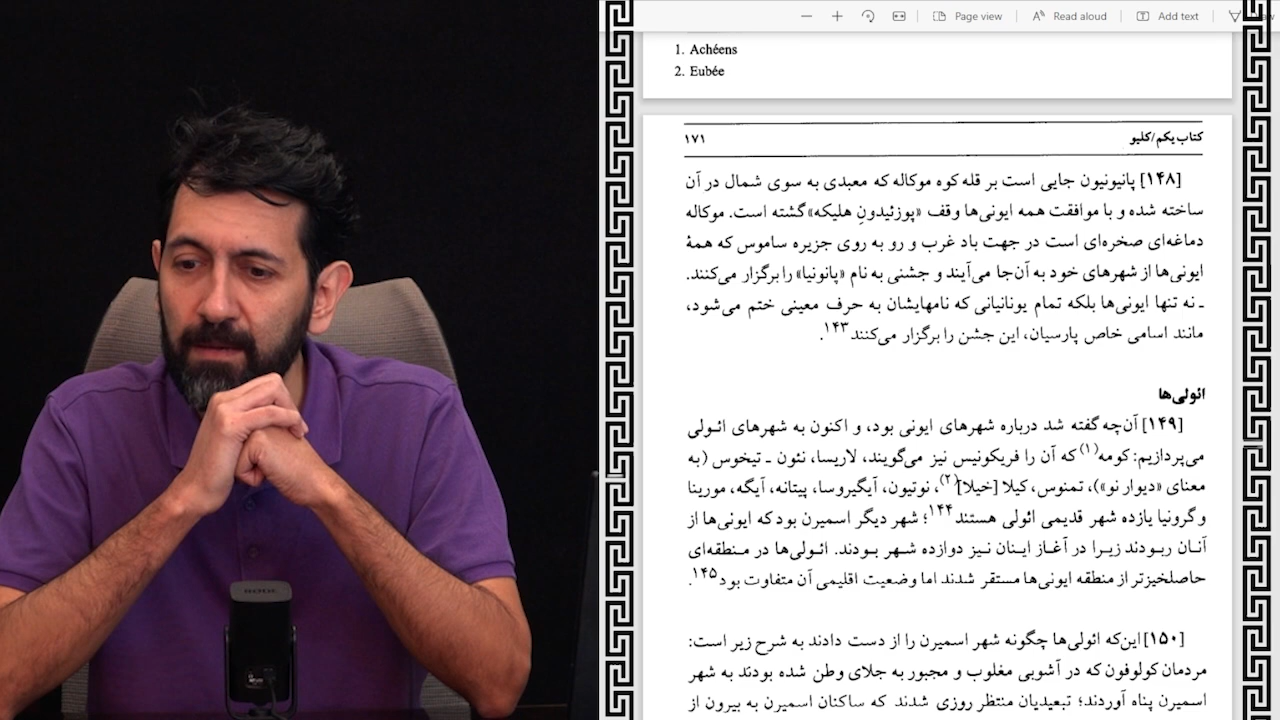 Page view
Read aloud
Add text
Draw
1. Achéens
2. Eubée
کتاب یکم/کلیو ۱۷۱
[۱۴۸] پانیونیون جایی است بر قله کوه موکاله که معبدی به سوی شمال در آن
ساخته شده و با موافقت همه ایونی‌ها وقف «پوزئیدونِ هلیکه» گشته است. موکاله
دماغه‌ای صخره‌ای است در جهت باد غرب و رو به روی جزیره ساموس که همهٔ
ایونی‌ها از شهرهای خود به آن‌جا می‌آیند و جشنی به نام «پانونیا» را برگزار می‌کنند.
ـ نه تنها ایونی‌ها بلکه تمام یونانیانی که نامهایشان به حرف معینی ختم می‌شود،
مانند اسامی خاص پارسیان، این جشن را برگزار می‌کنند۱۴۳.
ائولی‌ها
[۱۴۹] آن‌چه گفته شد درباره شهرهای ایونی بود، و اکنون به شهرهای ائولی
می‌پردازیم: کومه(۱) که آن را فریکونیس نیز می‌گویند، لاریسا، نئون ـ تیخوس (به
معنای «دیوار نو»)، تمنوس، کیلا [خیلا](۲)، نوتیون، آیگیروسا، پیتانه، آیگه، مورینا
و گرونیا یازده شهر قدیمی ائولی هستند۱۴۴؛ شهر دیگر اسمیرن بود که ایونی‌ها از
آنان ربودند زیرا در آغاز اینان نیز دوازده شهر بودند. ائولی‌ها در منطقه‌ای
حاصلخیزتر از منطقه ایونی‌ها مستقر شدند اما وضعیت اقلیمی آن متفاوت بود۱۴۵.
[۱۵۰] این‌که ائولی‌ها چگونه شهر اسمیرن را از دست دادند به شرح زیر است:
مردمان کولوفون که در آشوبی مغلوب و مجبور به جلای وطن شده بودند به شهر
اسمیرن پناه آوردند؛ تبعیدیان منتظر روزی شدند که ساکنان اسمیرن به بیرون از